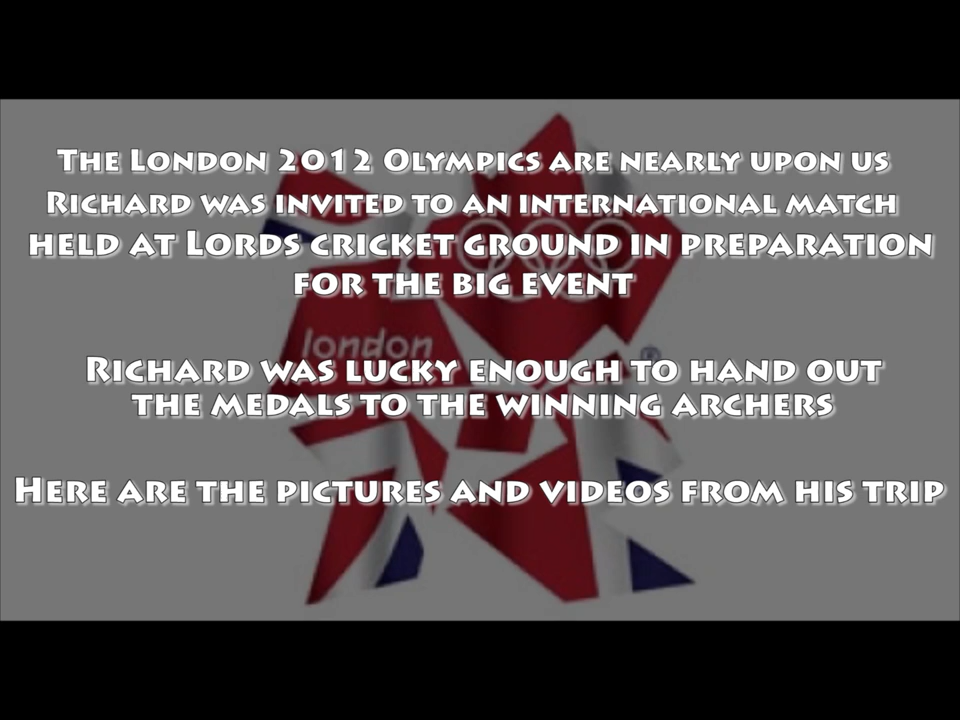 The London 2012 Olympics are nearly upon us
Richard was invited to an international match
held at Lords cricket ground in preparation
for the big event
london
Richard was lucky enough to hand out
the medals to the winning archers
Here are the pictures and videos from his trip